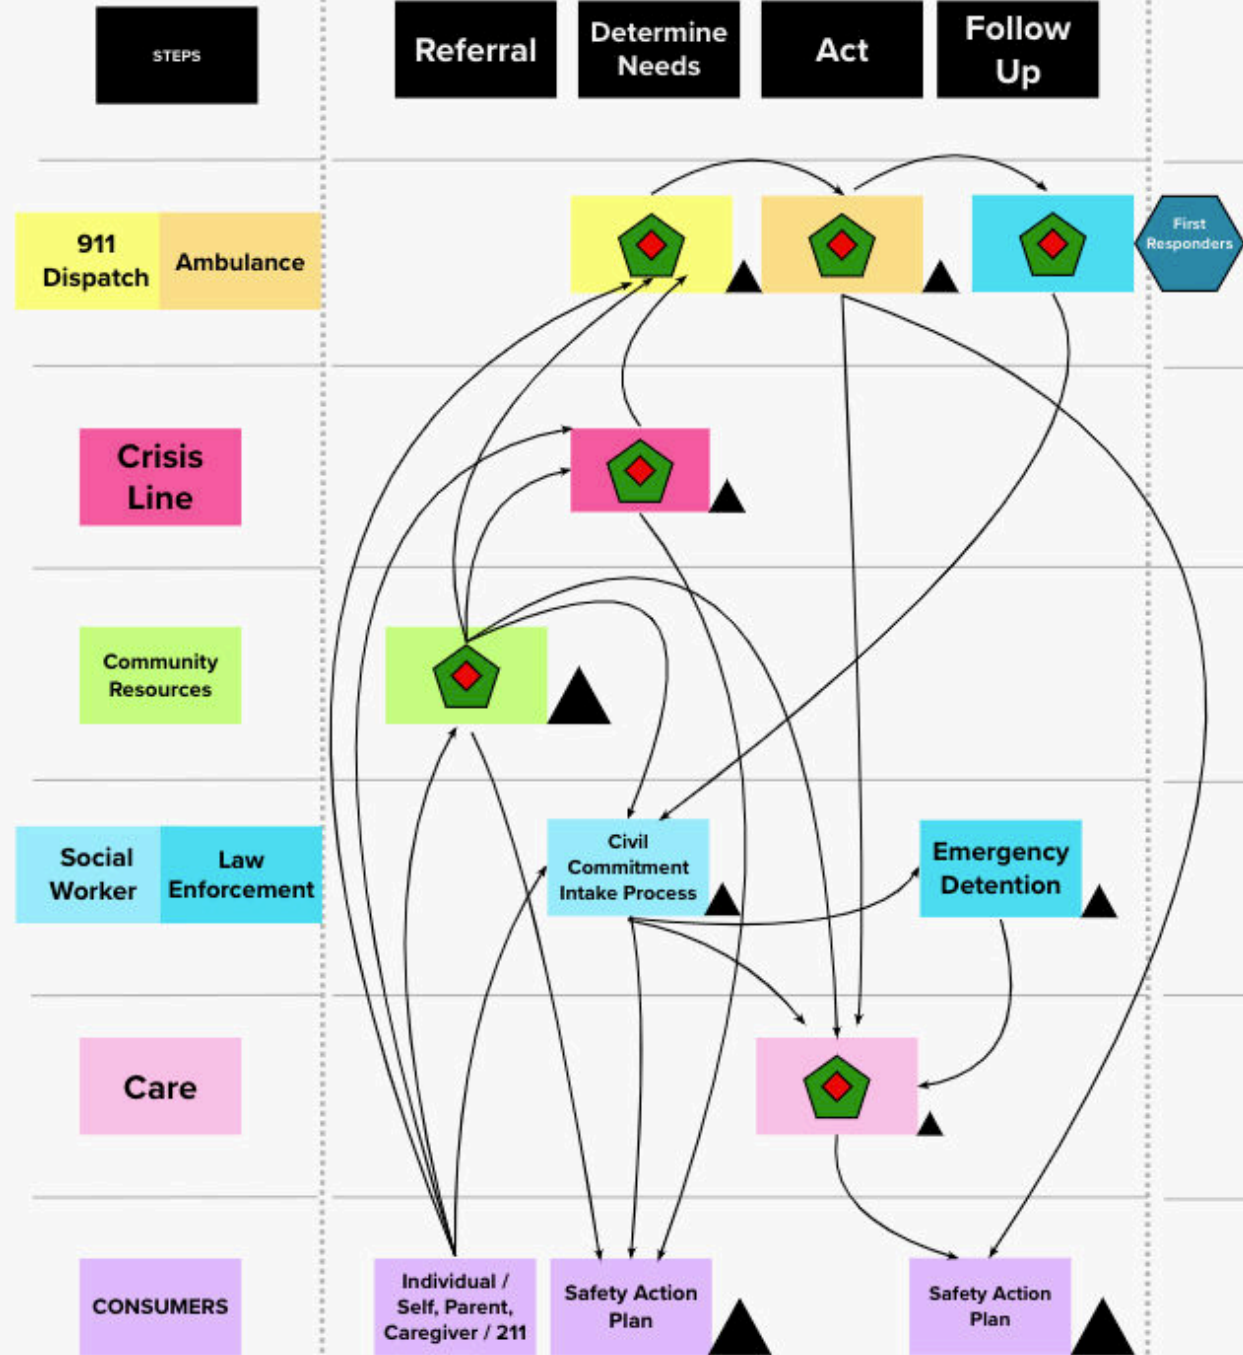 STEPS
Referral
Determine
Needs
Act
Follow
Up
911
Dispatch
Ambulance
First
Responders
Crisis
Line
Community
Resources
Social
Worker
Law
Enforcement
Civil
Commitment
Intake Process
Emergency
Detention
Care
CONSUMERS
Individual /
Self, Parent,
Caregiver / 211
Safety Action
Plan
Safety Action
Plan